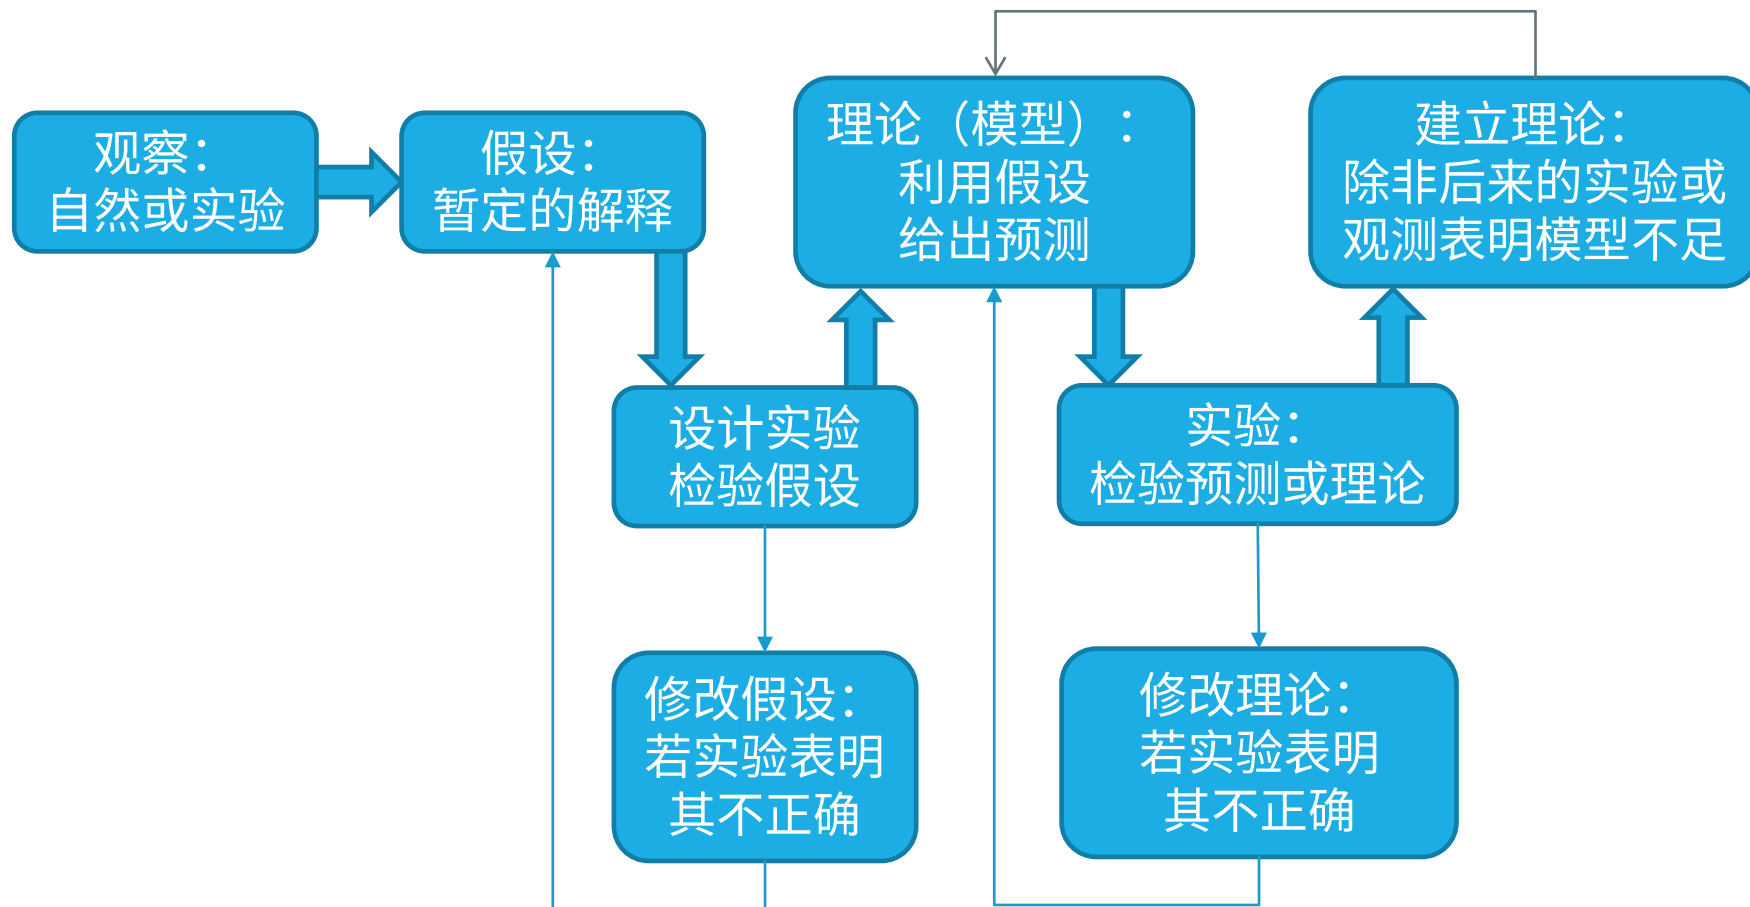 观察：
自然或实验
假设：
暂定的解释
理论（模型）：
利用假设
给出预测
建立理论：
除非后来的实验或
观测表明模型不足
设计实验
检验假设
实验：
检验预测或理论
修改假设：
若实验表明
其不正确
修改理论：
若实验表明
其不正确